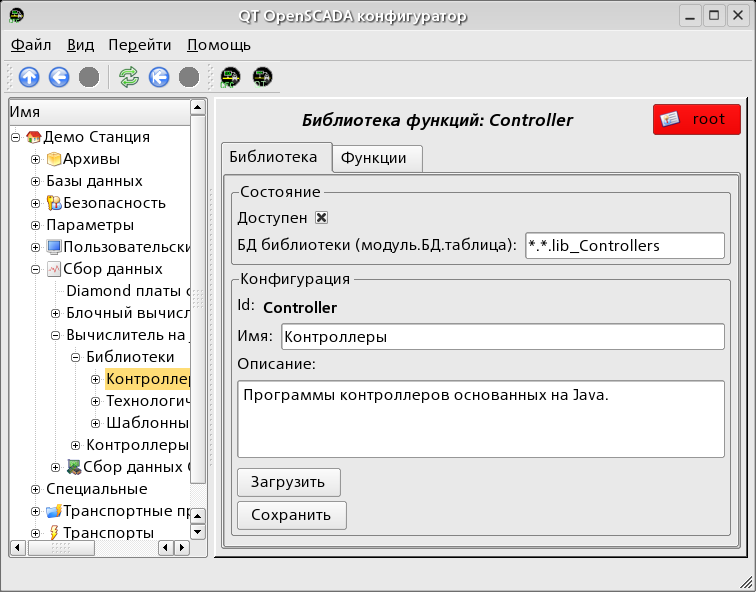 QT OpenSCADA конфигуратор
Файл Вид Перейти Помощь
Имя
Демо Станция
Архивы
Базы данных
Безопасность
Параметры
Пользовательски
Сбор данных
Diamond платы
Блочный вычисл
Вычислитель на
Библиотеки
Контроллер
Технологич
Шаблонны
Контроллеры
Сбор данных
Специальные
Транспортные пр
Транспорты
Библиотека функций: Controller
root
Библиотека Функции
Состояние
Доступен
БД библиотеки (модуль.БД.таблица): *.*.lib_Controllers
Конфигурация
Id: Controller
Имя: Контроллеры
Описание:
Программы контроллеров основанных на Java.
Загрузить
Сохранить